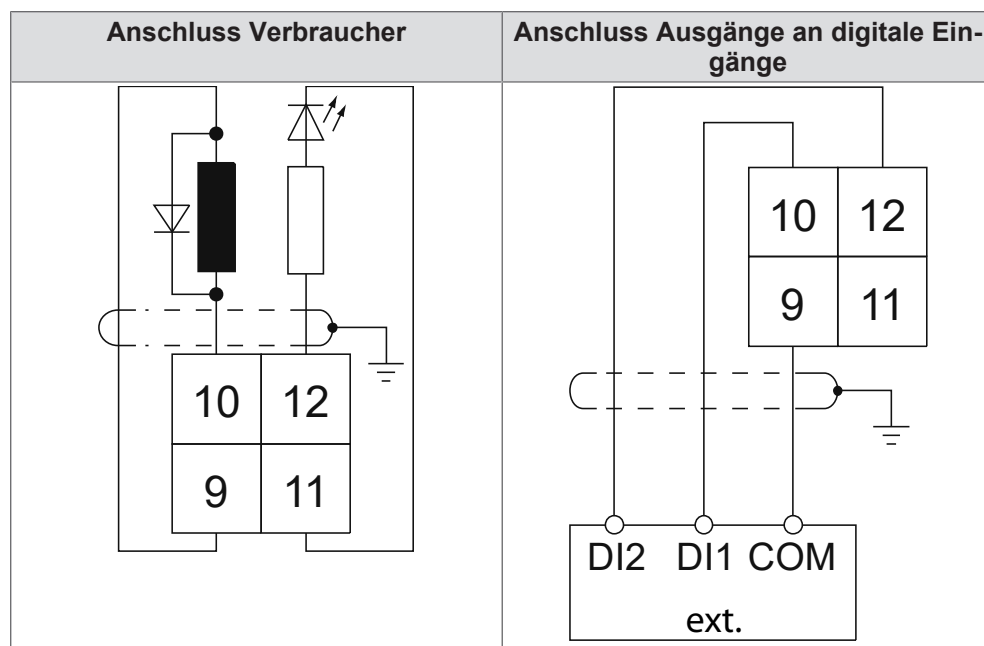 Anschluss Verbraucher
Anschluss Ausgänge an digitale Ein-
gänge
10 12
9 11
10 12
9 11
DI2 DI1 COM
ext.